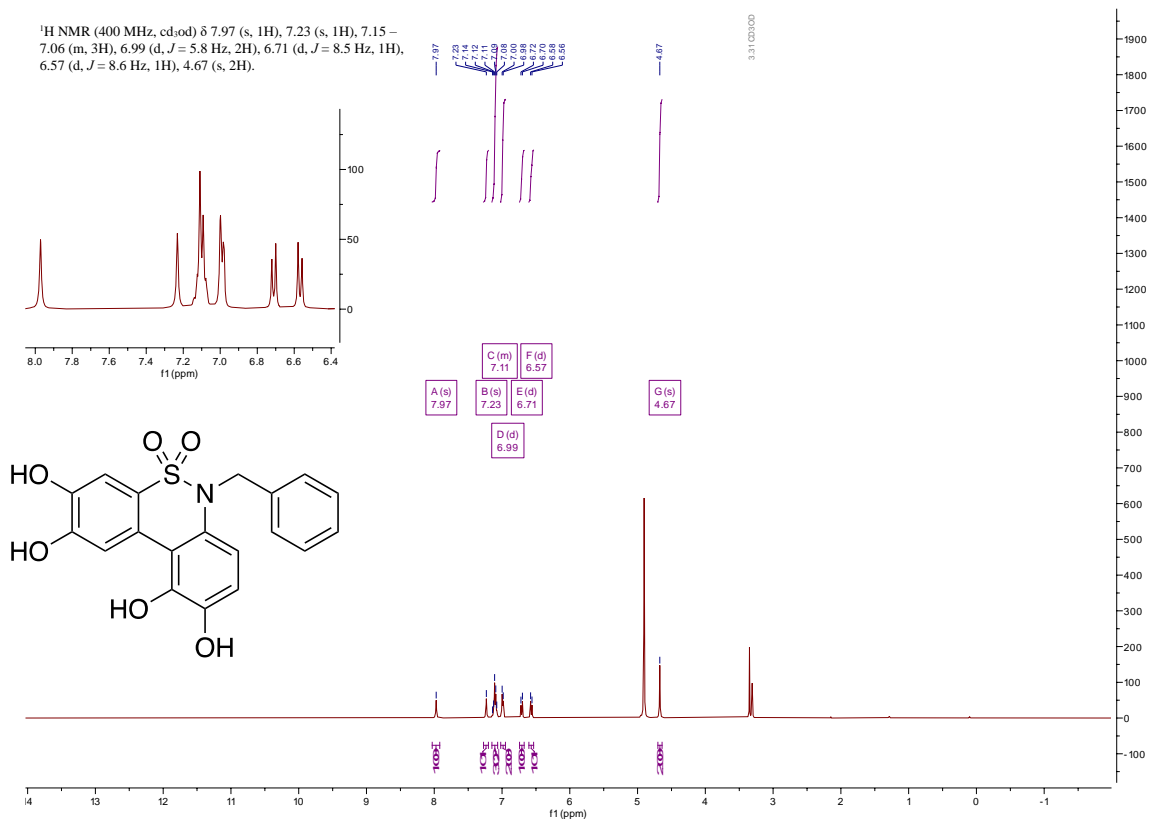 ¹H NMR (400 MHz, cd₃od) δ 7.97 (s, 1H), 7.23 (s, 1H), 7.15 –
7.06 (m, 3H), 6.99 (d, J = 5.8 Hz, 2H), 6.71 (d, J = 8.5 Hz, 1H),
6.57 (d, J = 8.6 Hz, 1H), 4.67 (s, 2H).
7.97
7.23
7.14
7.12
7.11
7.09
7.08
7.00
6.98
6.72
6.70
6.58
6.56
4.67
3.31 CD3OD
100
50
0
8.0 7.8 7.6 7.4 7.2 7.0 6.8 6.6 6.4
f1 (ppm)
C (m)
7.11
F (d)
6.57
A (s)
7.97
B (s)
7.23
E (d)
6.71
G (s)
4.67
D (d)
6.99
O O
HO S
N
HO
HO
OH
1900
1800
1700
1600
1500
1400
1300
1200
1100
1000
900
800
700
600
500
400
300
200
100
0
-100
14 13 12 11 10 9 8 7 6 5 4 3 2 1 0 -1
f1 (ppm)